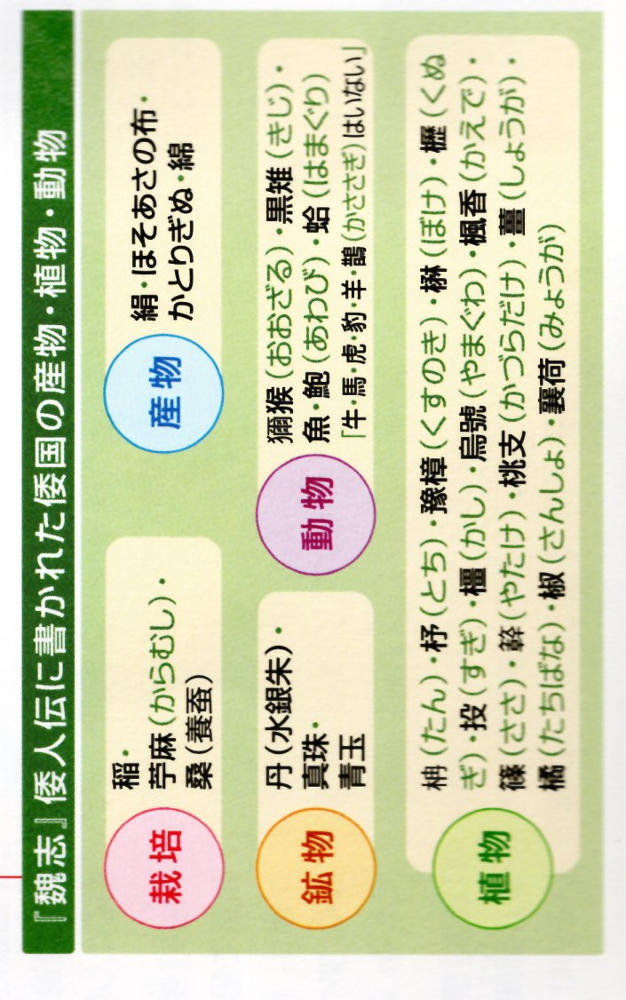 『魏志』倭人伝に書かれた倭国の産物・植物・動物
栽培
稲・
苧麻(からむし)・
桑(養蚕)
産物
絹・ほそあさの布・
かとりぎぬ・綿
鉱物
丹(水銀朱)・
真珠・
青玉
動物
獼猴(おおざる)・黒雉(きじ)・
魚・鮑(あわび)・蛤(はまぐり)
「牛・馬・虎・豹・羊・鵲(かささぎ)はいない」
植物
枏(たん)・杼(とち)・豫樟(くすのき)・楙(ぼけ)・櫪(くぬ
ぎ)・投(すぎ)・橿(かし)・烏號(やまぐわ)・楓香(かえで)・
篠(ささ)・簳(やたけ)・桃支(かづらだけ)・薑(しょうが)・
橘(たちばな)・椒(さんしょ)・襄荷(みょうが)